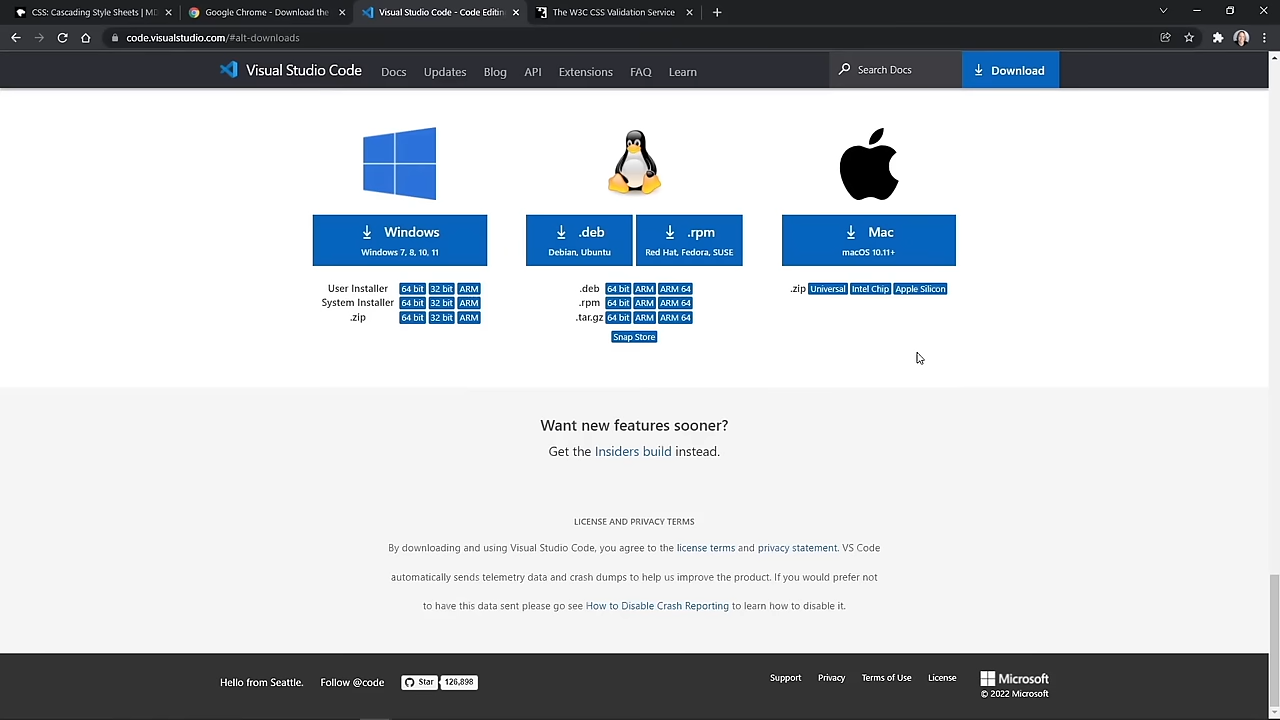 CSS: Cascading Style Sheets | MD
Google Chrome - Download the
Visual Studio Code - Code Editin
The W3C CSS Validation Service
code.visualstudio.com/#alt-downloads
Visual Studio Code
Docs
Updates
Blog
API
Extensions
FAQ
Learn
Search Docs
Download
Windows
Windows 7, 8, 10, 11
.deb
Debian, Ubuntu
.rpm
Red Hat, Fedora, SUSE
Mac
macOS 10.11+
User Installer 64 bit 32 bit ARM
System Installer 64 bit 32 bit ARM
.zip 64 bit 32 bit ARM
.deb 64 bit ARM ARM 64
.rpm 64 bit ARM ARM 64
.tar.gz 64 bit ARM ARM 64
Snap Store
.zip Universal Intel Chip Apple Silicon
Want new features sooner?
Get the Insiders build instead.
LICENSE AND PRIVACY TERMS
By downloading and using Visual Studio Code, you agree to the license terms and privacy statement. VS Code
automatically sends telemetry data and crash dumps to help us improve the product. If you would prefer not
to have this data sent please go see How to Disable Crash Reporting to learn how to disable it.
Hello from Seattle.
Follow @code
Star
126,898
Support
Privacy
Terms of Use
License
Microsoft
© 2022 Microsoft